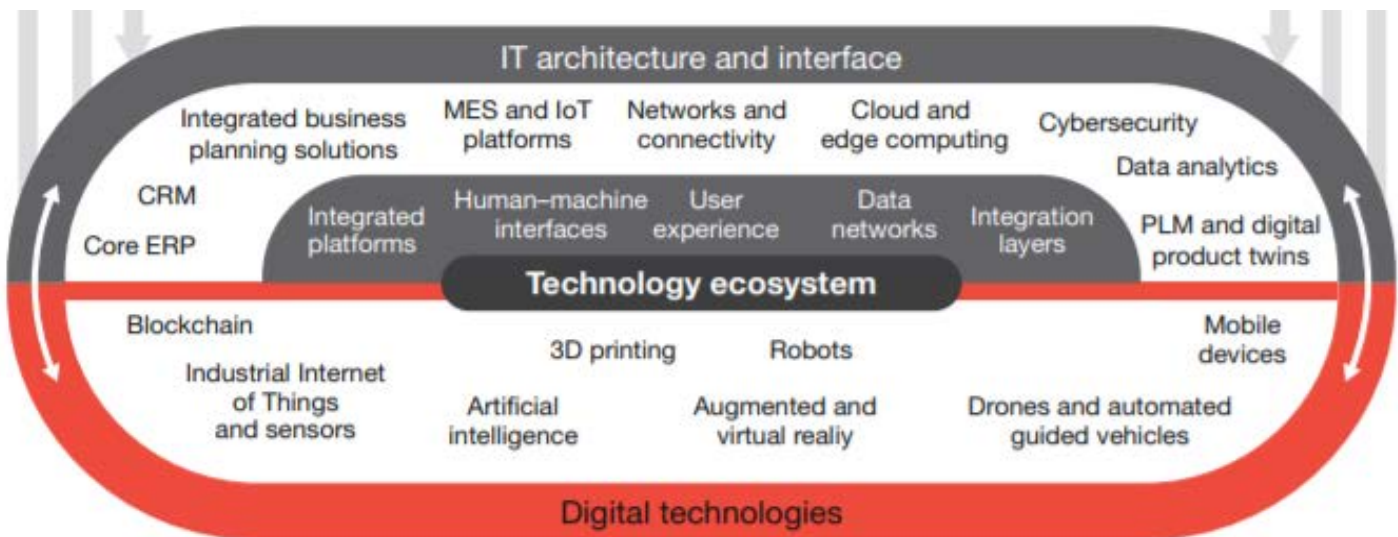 IT architecture and interface
Integrated business
planning solutions
MES and IoT
platforms
Networks and
connectivity
Cloud and
edge computing
Cybersecurity
Data analytics
CRM
Core ERP
PLM and digital
product twins
Integrated
platforms
Human–machine
interfaces
User
experience
Data
networks
Integration
layers
Technology ecosystem
Blockchain
Industrial Internet
of Things
and sensors
3D printing
Robots
Artificial
intelligence
Augmented and
virtual realiy
Mobile
devices
Drones and automated
guided vehicles
Digital technologies